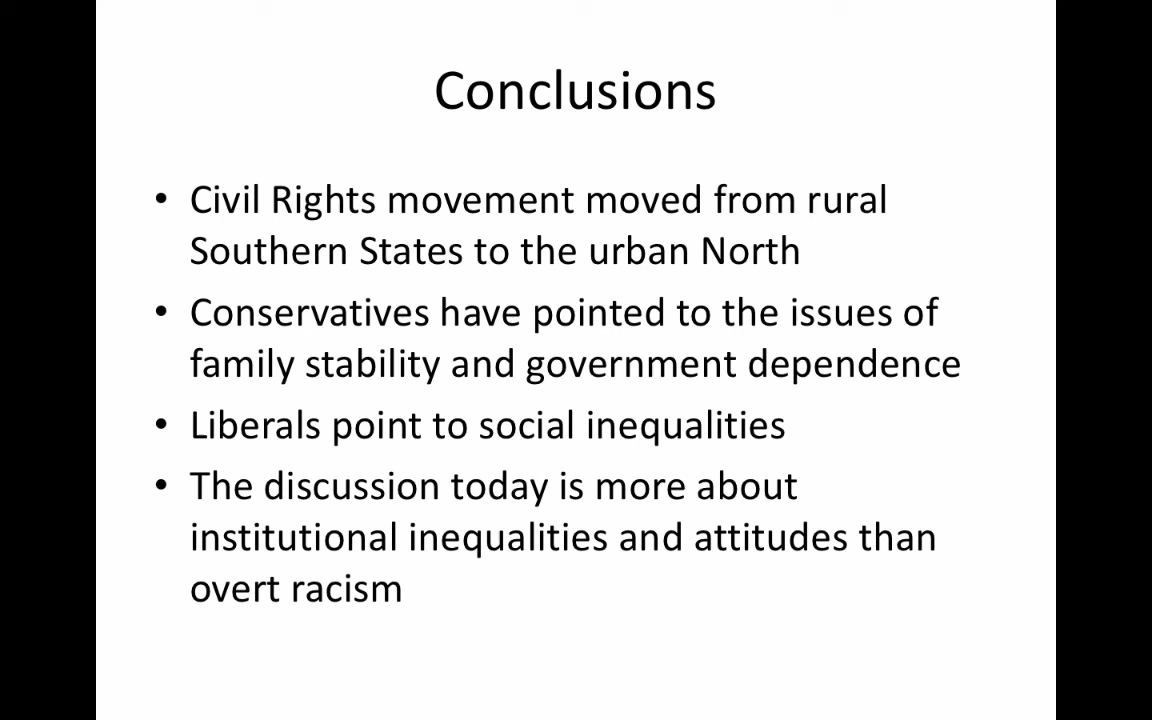 Conclusions
• Civil Rights movement moved from rural
Southern States to the urban North
• Conservatives have pointed to the issues of
family stability and government dependence
• Liberals point to social inequalities
• The discussion today is more about
institutional inequalities and attitudes than
overt racism